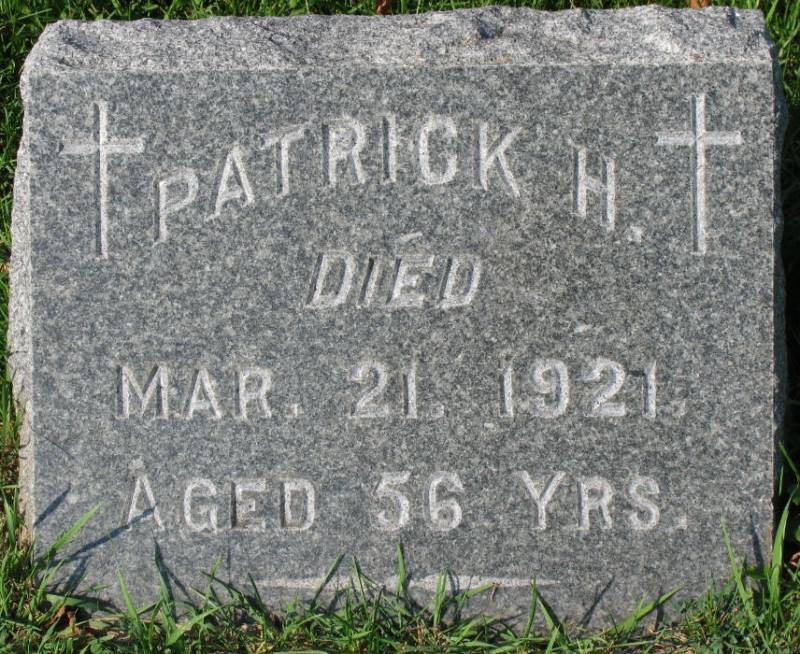 PATRICK H.
DIED
MAR. 21. 1921.
AGED 56 YRS.